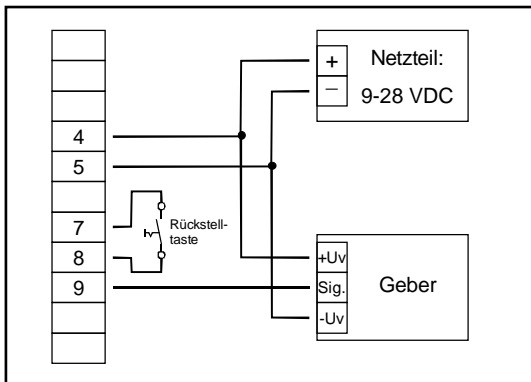 4
5
7
8
9
Rückstell-
taste
+
–
Netzteil:
9-28 VDC
+Uv
Sig.
-Uv
Geber